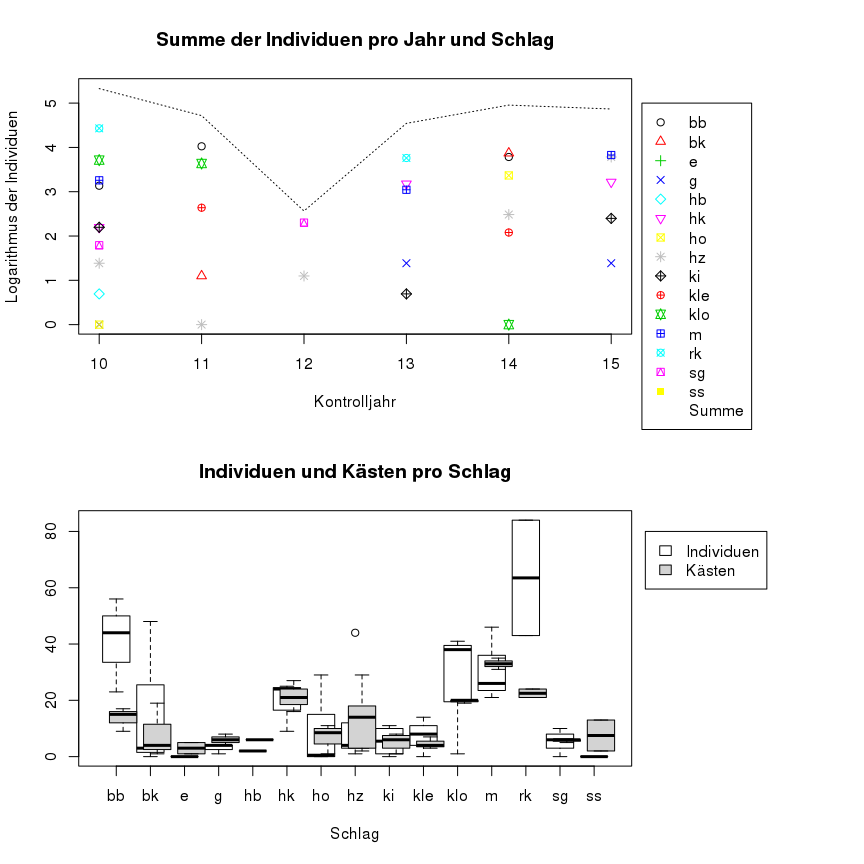 Summe der Individuen pro Jahr und Schlag
Logarithmus der Individuen
5
4
3
2
1
0
10 11 12 13 14 15
Kontrolljahr
bb
bk
e
g
hb
hk
ho
hz
ki
kle
klo
m
rk
sg
ss
Summe
Individuen und Kästen pro Schlag
80
60
40
20
0
bb bk e g hb hk ho hz ki kle klo m rk sg ss
Schlag
Individuen
Kästen